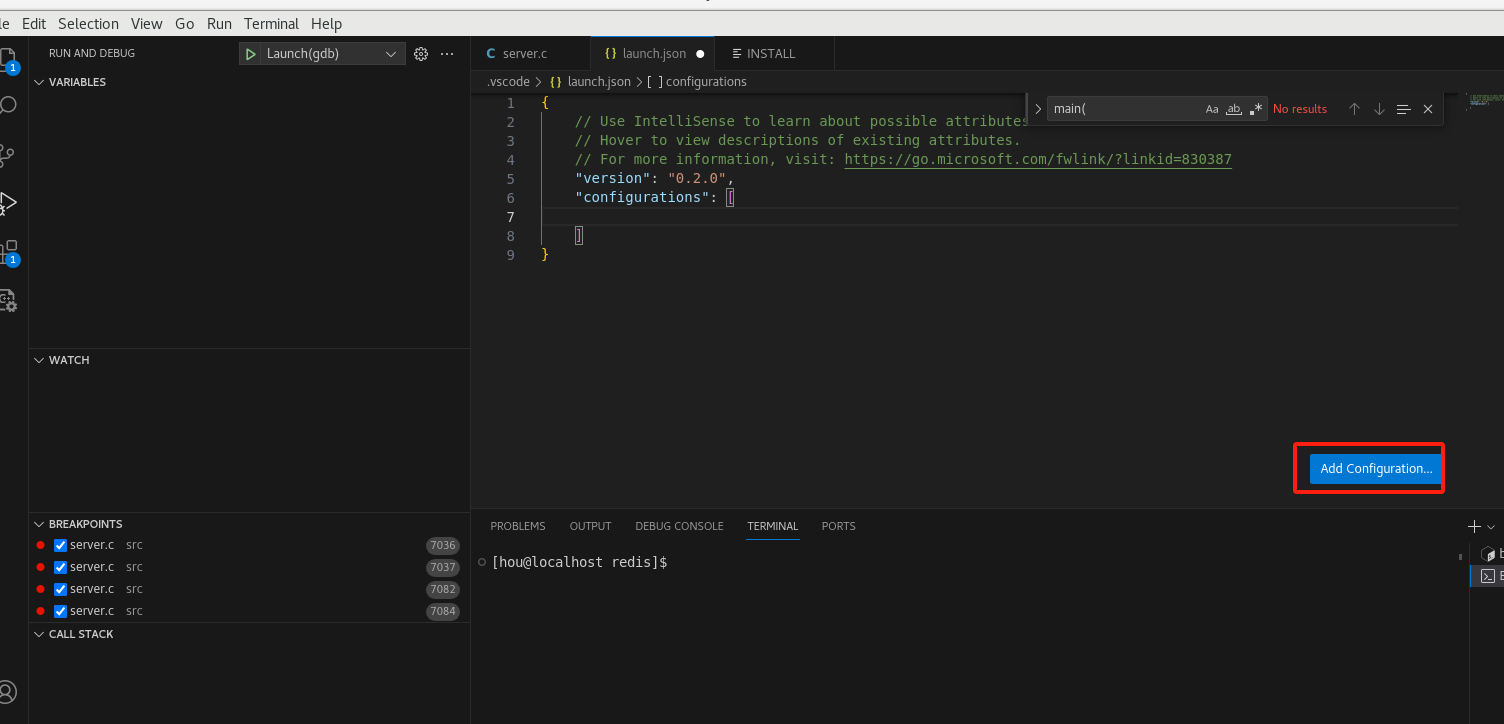 le Edit Selection View Go Run Terminal Help
RUN AND DEBUG
Launch(gdb)
VARIABLES
WATCH
BREAKPOINTS
server.c src 7036
server.c src 7037
server.c src 7082
server.c src 7084
CALL STACK
1
1
C server.c
{} launch.json
INSTALL
.vscode > {} launch.json > [ ] configurations
main(
Aa ab .*
No results
1 {
2 // Use IntelliSense to learn about possible attributes
3 // Hover to view descriptions of existing attributes.
4 // For more information, visit: https://go.microsoft.com/fwlink/?linkid=830387
5 "version": "0.2.0",
6 "configurations": [
7
8 ]
9 }
Add Configuration...
PROBLEMS OUTPUT DEBUG CONSOLE TERMINAL PORTS
[hou@localhost redis]$